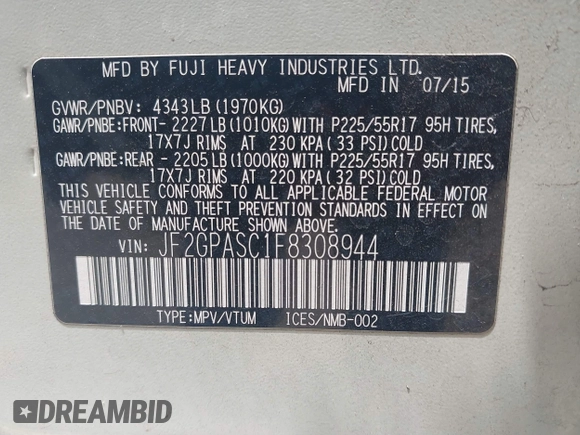 MFD BY FUJI HEAVY INDUSTRIES LTD.
MFD IN 07/15
GVWR/PNBV: 4343LB (1970KG)
GAWR/PNBE:FRONT- 2227LB(1010KG)WITH P225/55R17 95H TIRES,
17X7J RIMS AT 230 KPA( 33 PSI)COLD
GAWR/PNBE:REAR - 2205LB(1000KG)WITH P225/55R17 95H TIRES,
17X7J RIMS AT 220 KPA( 32 PSI)COLD
THIS VEHICLE CONFORMS TO ALL APPLICABLE FEDERAL MOTOR
VEHICLE SAFETY AND THEFT PREVENTION STANDARDS IN EFFECT
ON THE DATE OF MANUFACTURE SHOWN ABOVE.
VIN: JF2GPASC1F8308944
TYPE:MPV/VTUM ICES/NMB-002
DREAMBID